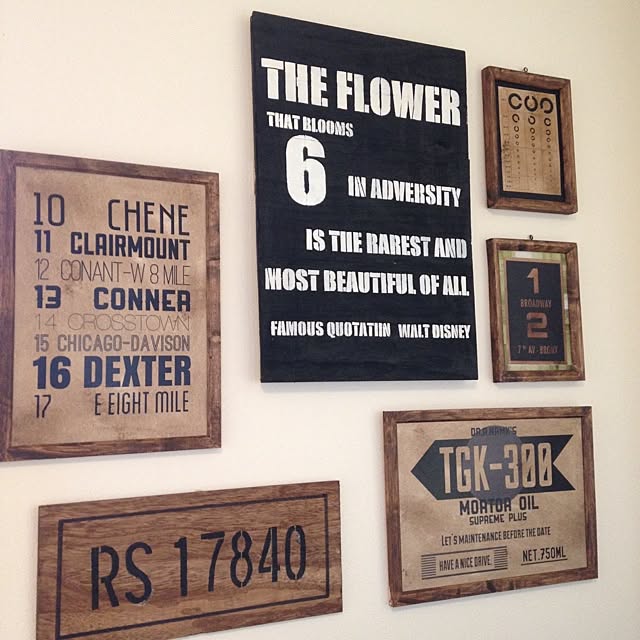 10 CHENE
11 CLAIRMOUNT
12 CONANT-W 8 MILE
13 CONNER
14 CROSSTOWN
15 CHICAGO-DAVISON
16 DEXTER
17 E EIGHT MILE
THE FLOWER
THAT BLOOMS
6 IN ADVERSITY
IS THE RAREST AND
MOST BEAUTIFUL OF ALL
FAMOUS QUOTATIIN WALT DISNEY
1
BROADWAY
2
7TH AV.
TGK-300
MORTOR OIL
SUPREME PLUS
LET'S MAINTENANCE BEFORE THE DATE
HAVE A NICE DRIVE.
NET.750ML
RS 17840